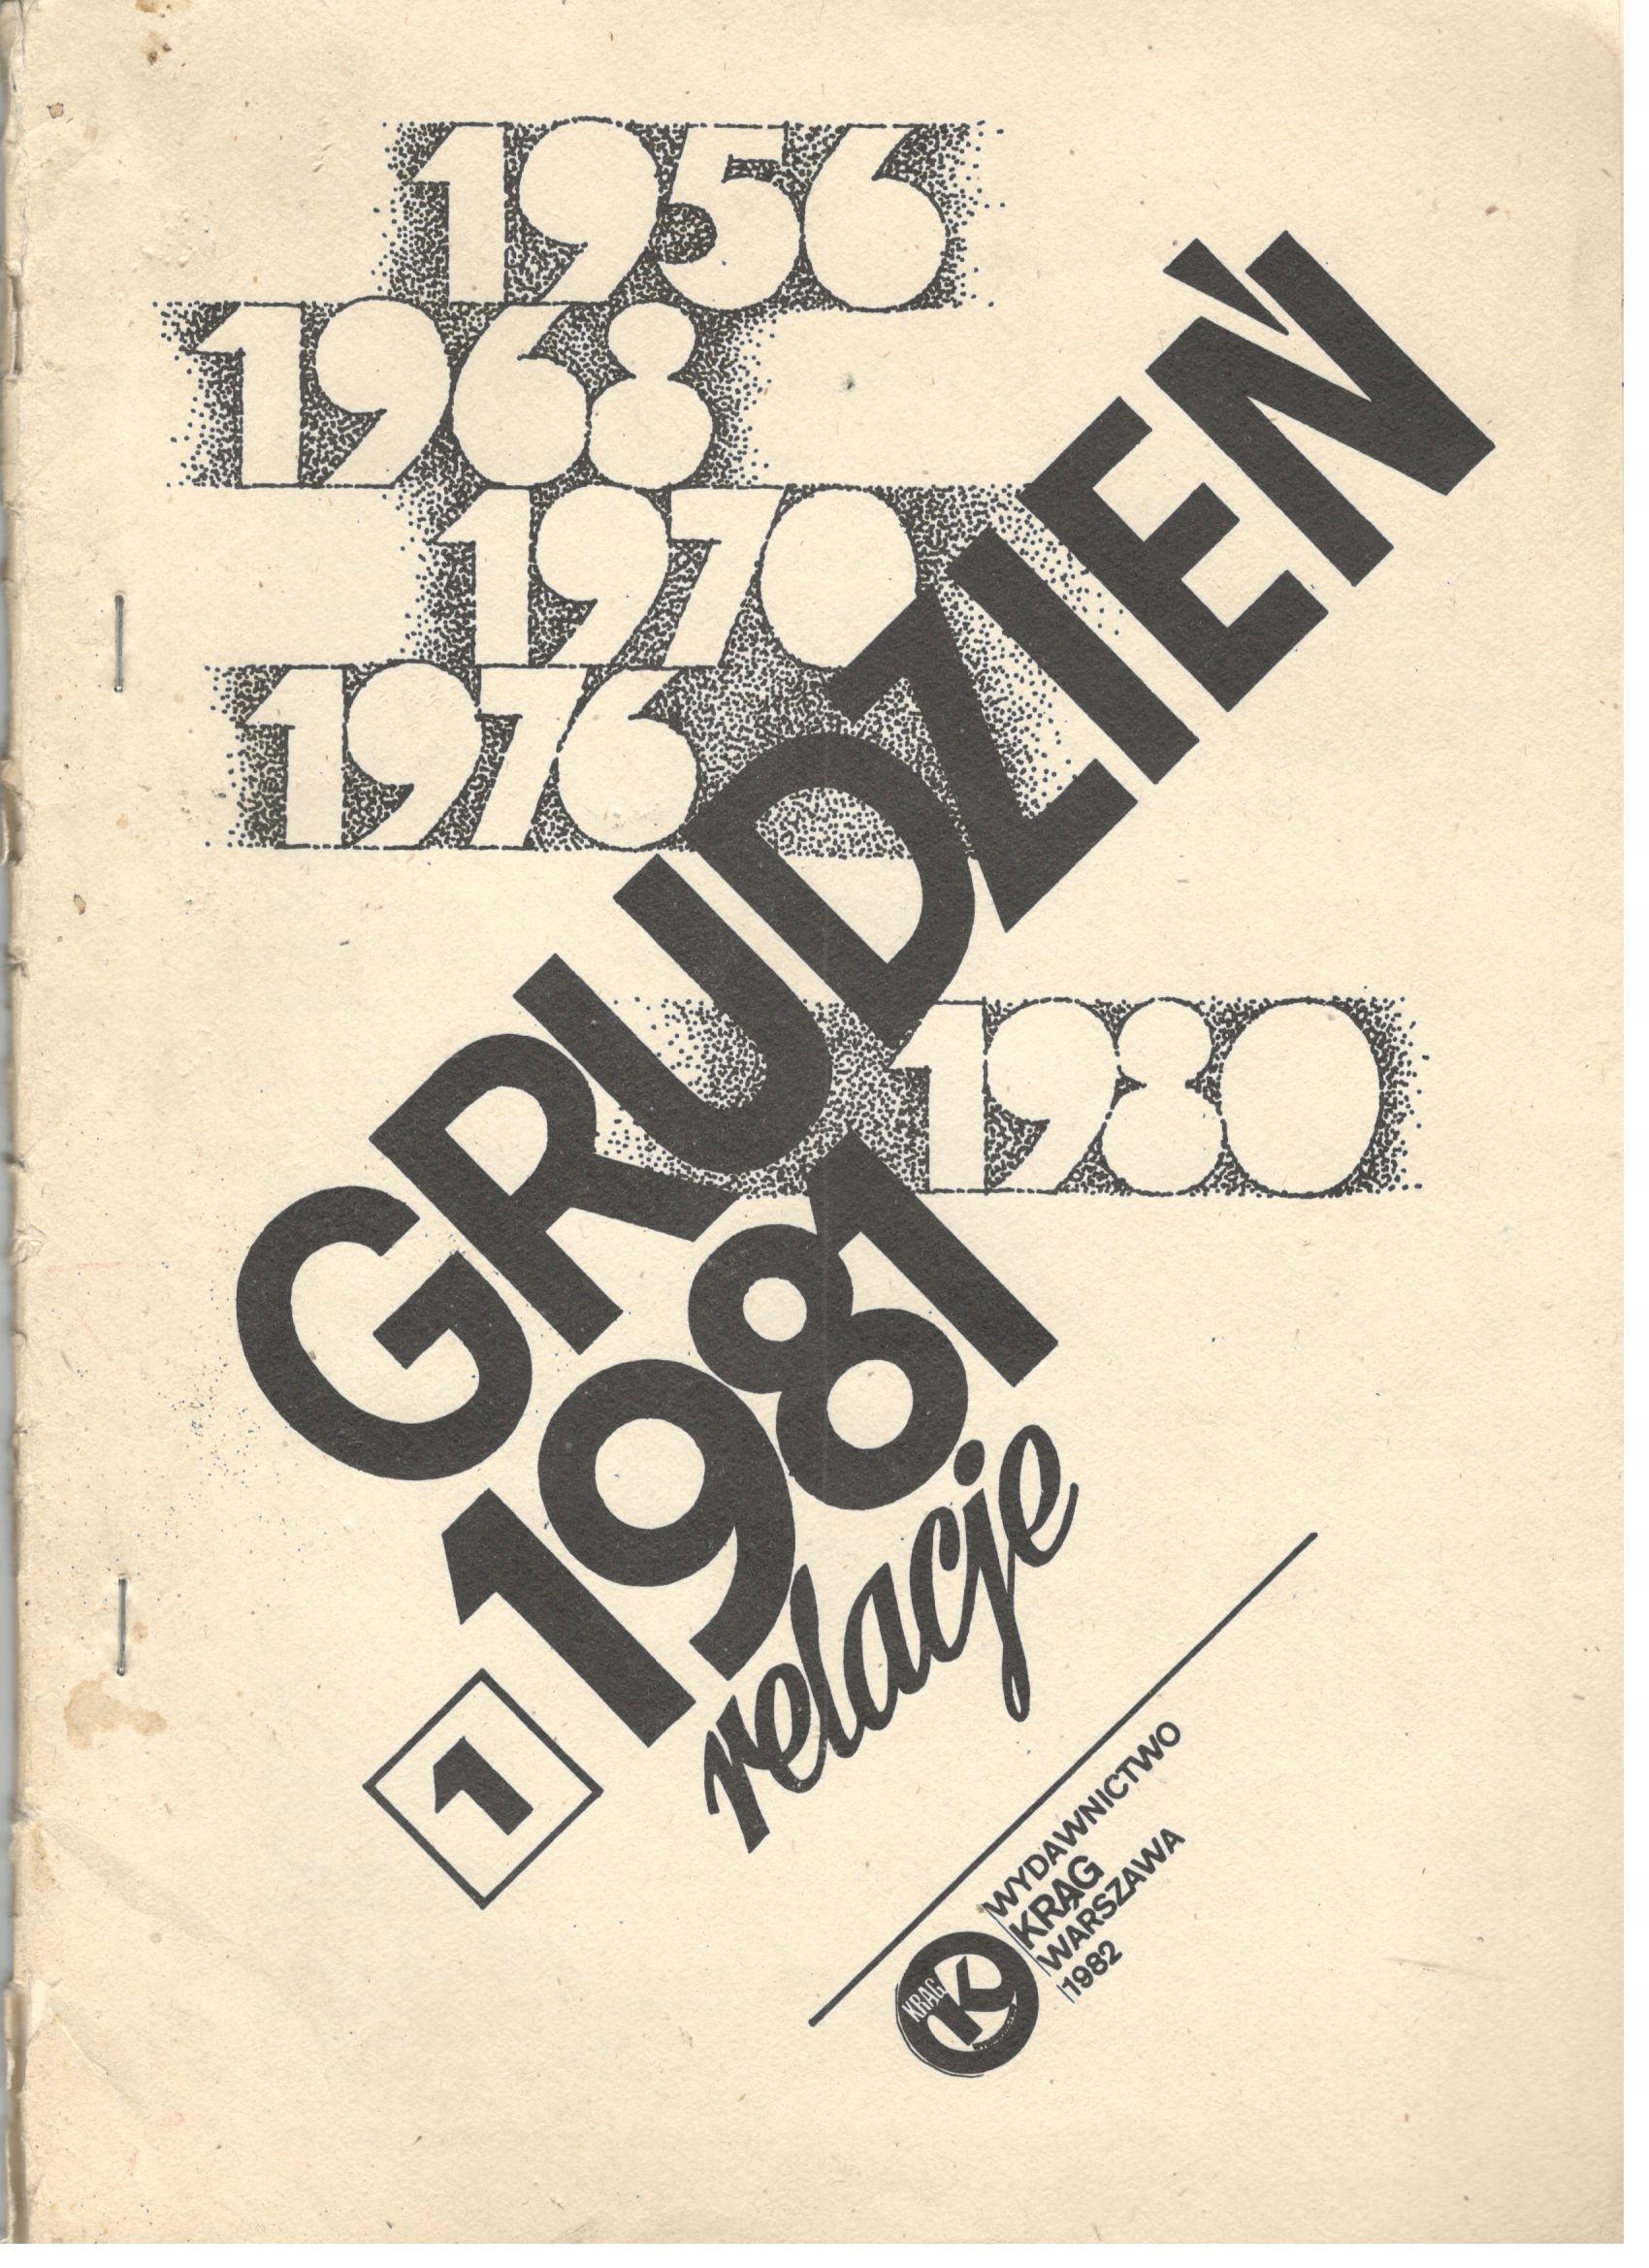 1956
1968
1970
1976
1980
GRUDZIEŃ
1981
relacje
1
WYDAWNICTWO
KRĄG
WARSZAWA
1982
KRĄG
K